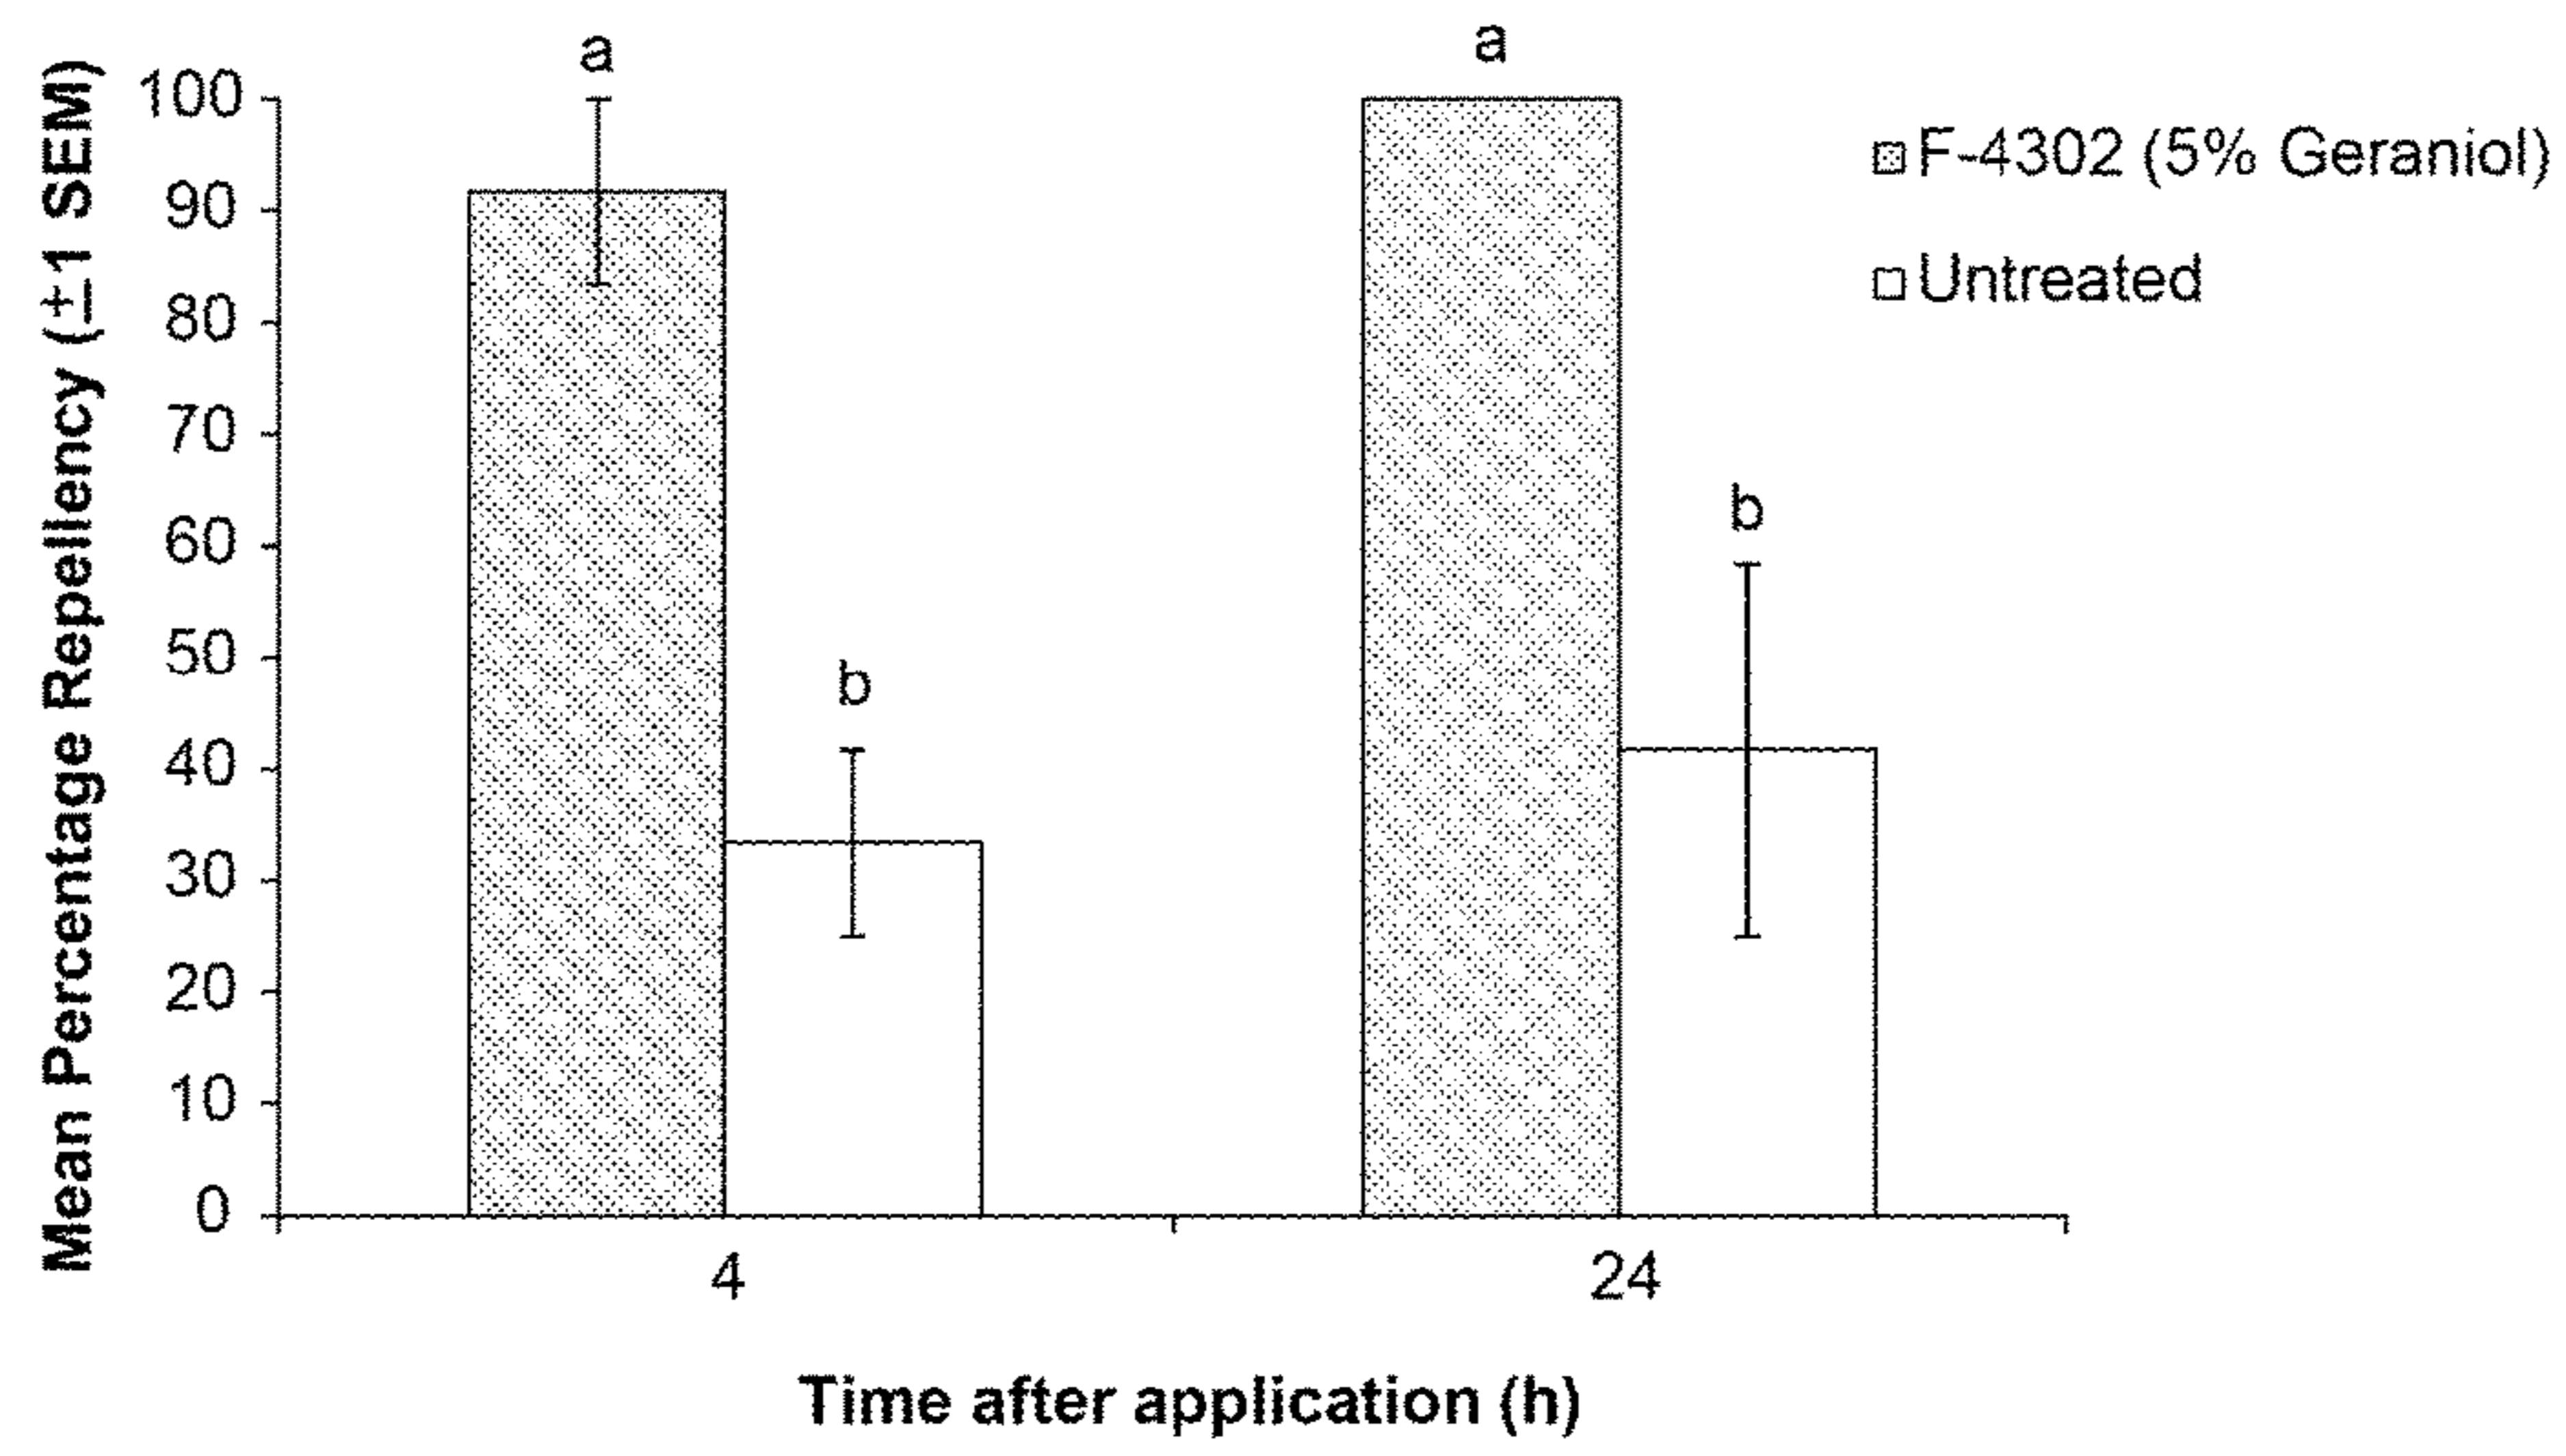 Mean Percentage Repellency (±1 SEM)
100
90
80
70
60
50
40
30
20
10
0
a
b
a
b
4
24
Time after application (h)
F-4302 (5% Geraniol)
Untreated